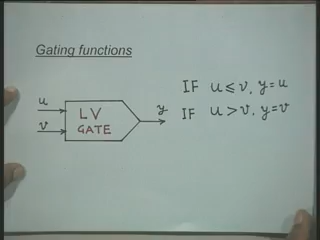 Gating functions
u
v
LV
GATE
y
IF u ≤ v, y = u
IF u > v, y = v